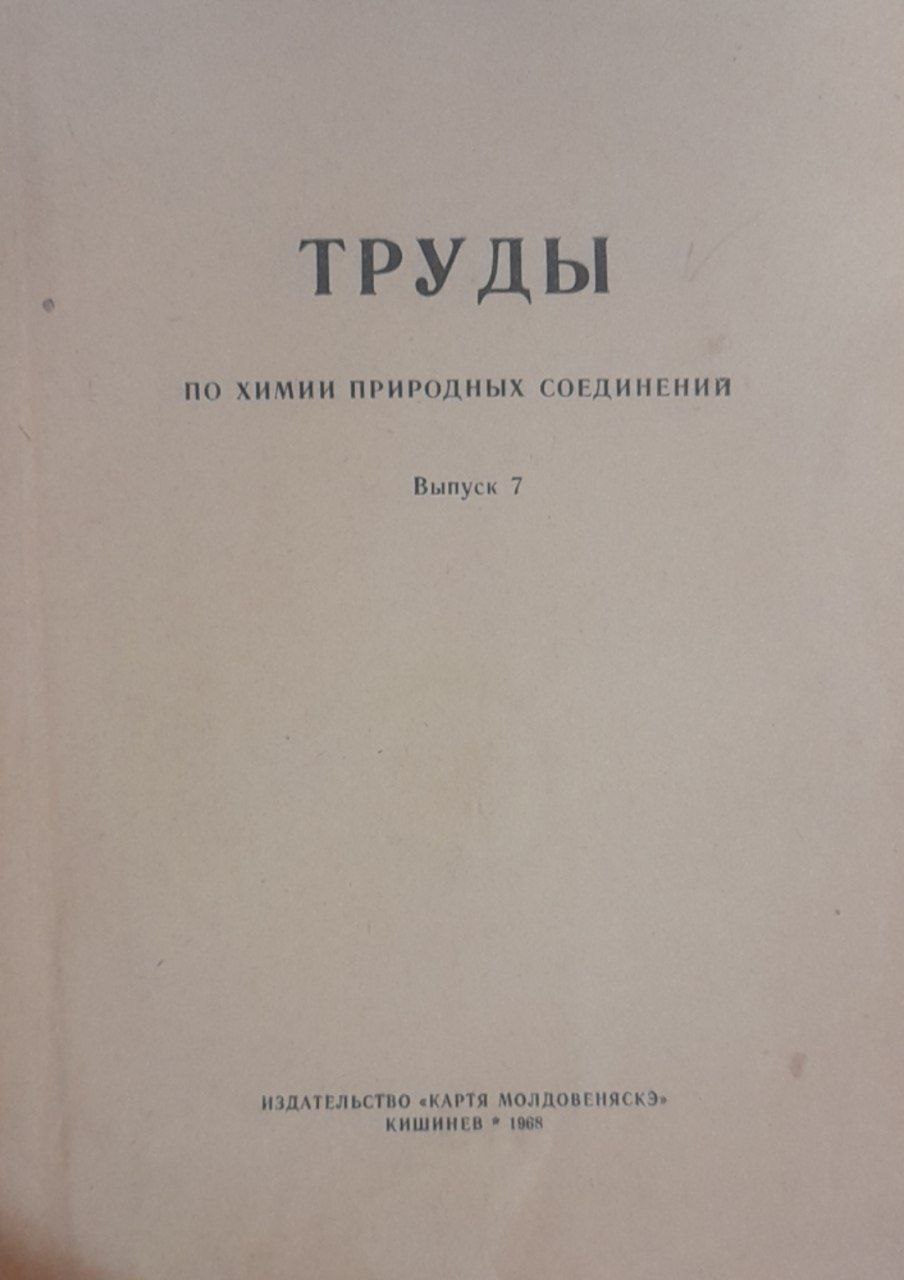 ТРУДЫ
ПО ХИМИИ ПРИРОДНЫХ СОЕДИНЕНИЙ
Выпуск 7
ИЗДАТЕЛЬСТВО «КАРТЯ МОЛДОВЕНЯСКЭ»
КИШИНЕВ * 1968